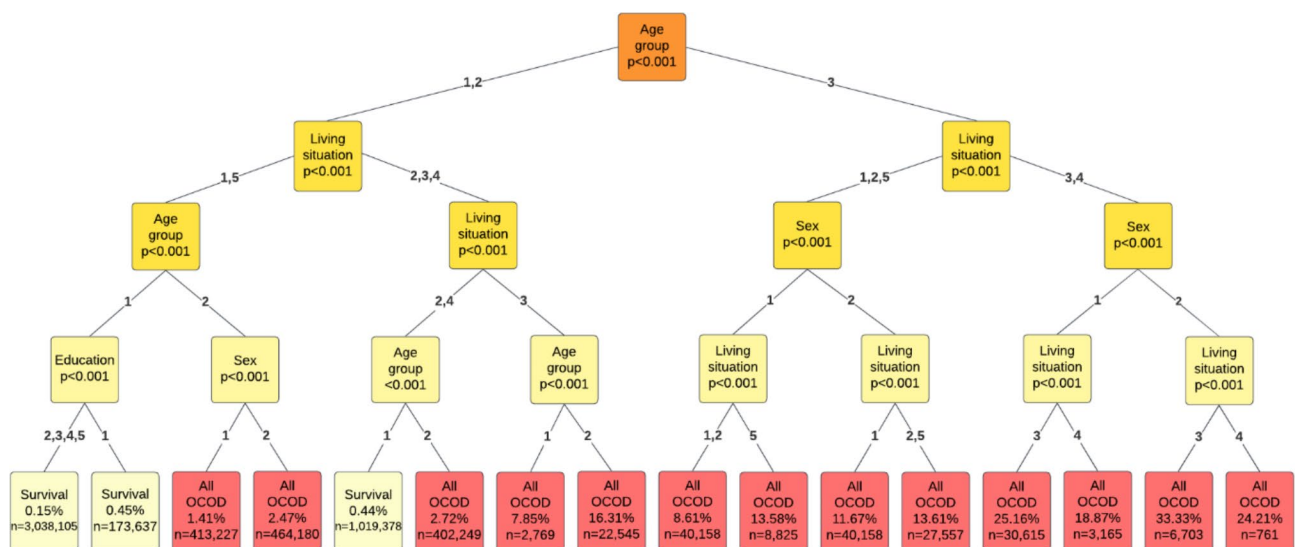 Age
group
p<0.001
1,2
3
Living
situation
p<0.001
Living
situation
p<0.001
1,5
2,3,4
1,2,5
3,4
Age
group
p<0.001
Living
situation
p<0.001
Sex
p<0.001
Sex
p<0.001
1
2
2,4
3
1
2
1
2
Education
p<0.001
Sex
p<0.001
Age
group
<0.001
Age
group
p<0.001
Living
situation
p<0.001
Living
situation
p<0.001
Living
situation
p<0.001
Living
situation
p<0.001
2,3,4,5
1
1
2
1
2
1
2
1,2
5
1
2,5
3
4
3
4
Survival
0.15%
n=3,038,105
Survival
0.45%
n=173,637
All
OCOD
1.41%
n=413,227
All
OCOD
2.47%
n=464,180
Survival
0.44%
n=1,019,378
All
OCOD
2.72%
n=402,249
All
OCOD
7.85%
n=2,769
All
OCOD
16.31%
n=22,545
All
OCOD
8.61%
n=40,158
All
OCOD
13.58%
n=8,825
All
OCOD
11.67%
n=40,158
All
OCOD
13.61%
n=27,557
All
OCOD
25.16%
n=30,615
All
OCOD
18.87%
n=3,165
All
OCOD
33.33%
n=6,703
All
OCOD
24.21%
n=761